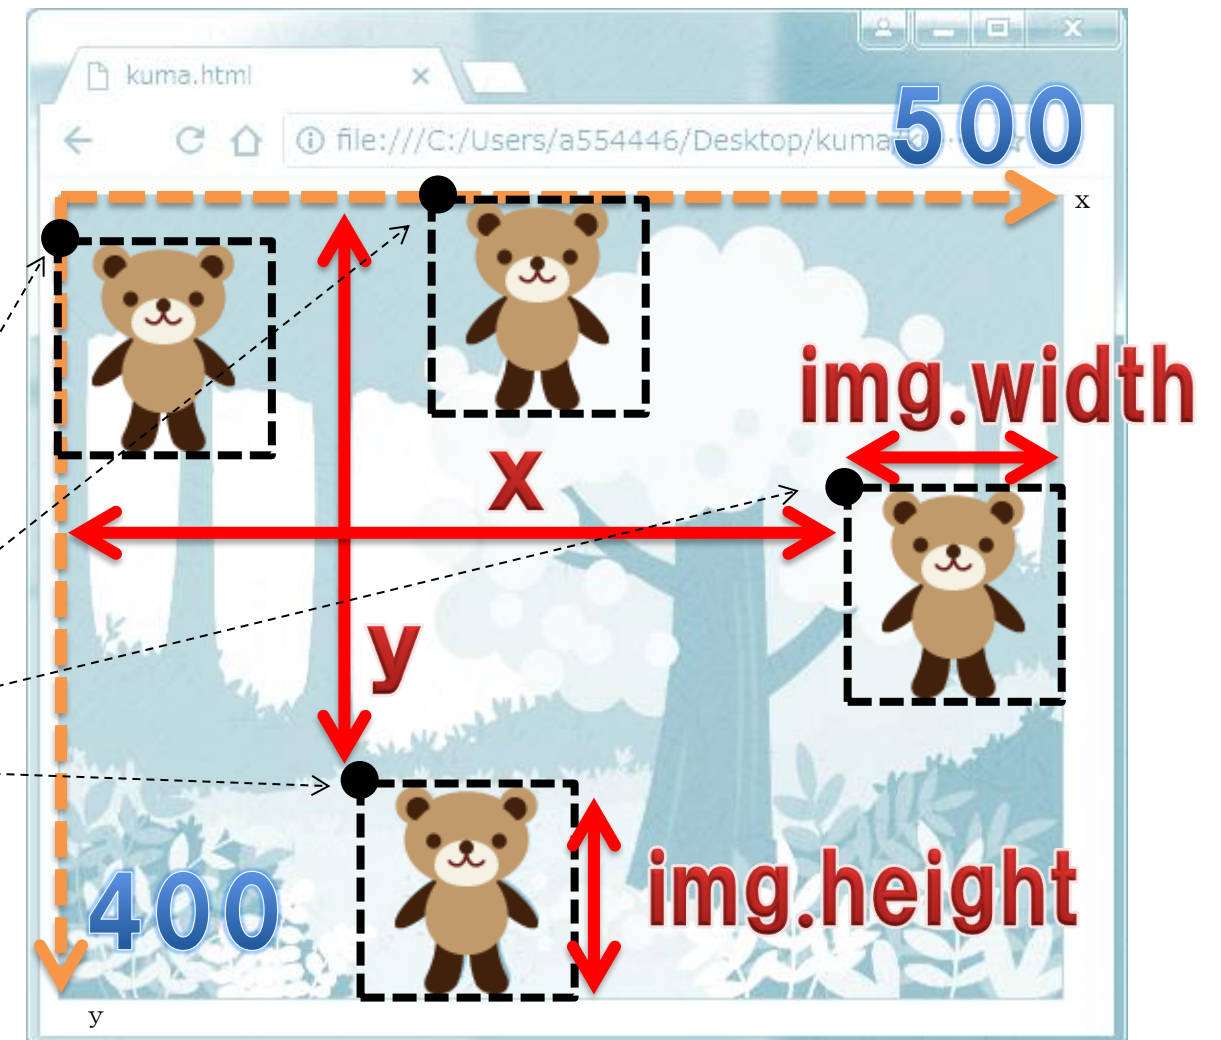 kuma.html
file:///C:/Users/a554446/Desktop/kuma/
500
x
img.width
x
y
img.height
400
y